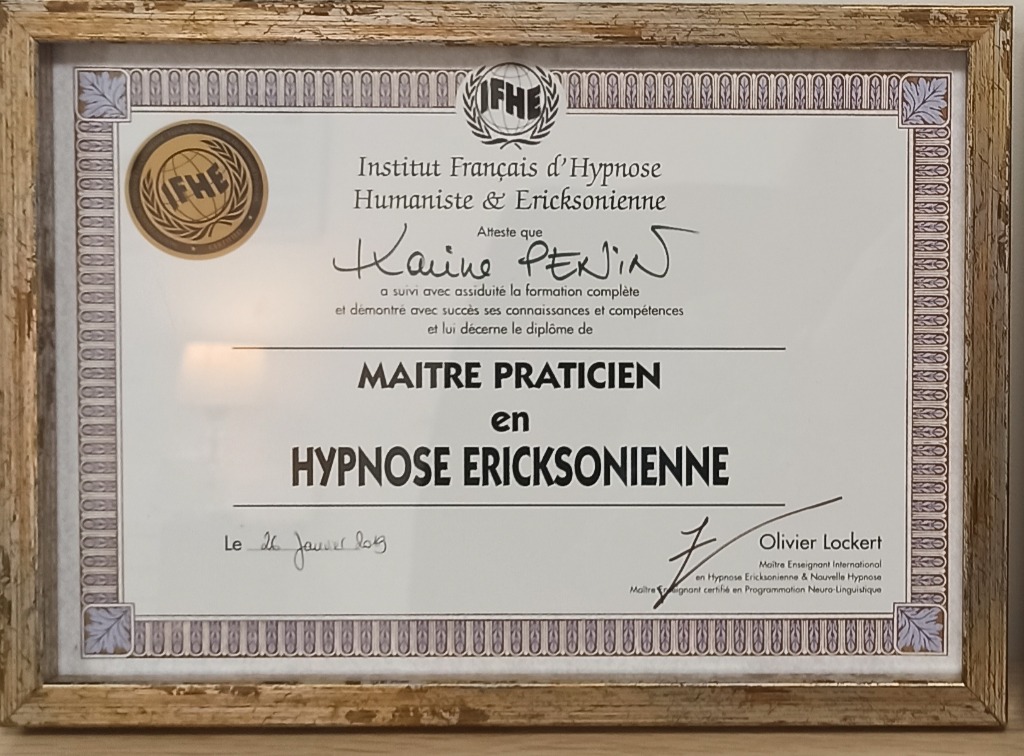 IFHE
IFHE
Institut Français d'Hypnose
Humaniste & Ericksonienne
Atteste que
Karine PENIN
a suivi avec assiduité la formation complète
et démontré avec succès ses connaissances et compétences
et lui décerne le diplôme de
MAITRE PRATICIEN
en
HYPNOSE ERICKSONIENNE
Le 26 Janvier 2019
Olivier Lockert
Maître Enseignant International
en Hypnose Ericksonienne & Nouvelle Hypnose
Maître Enseignant certifié en Programmation Neuro-Linguistique